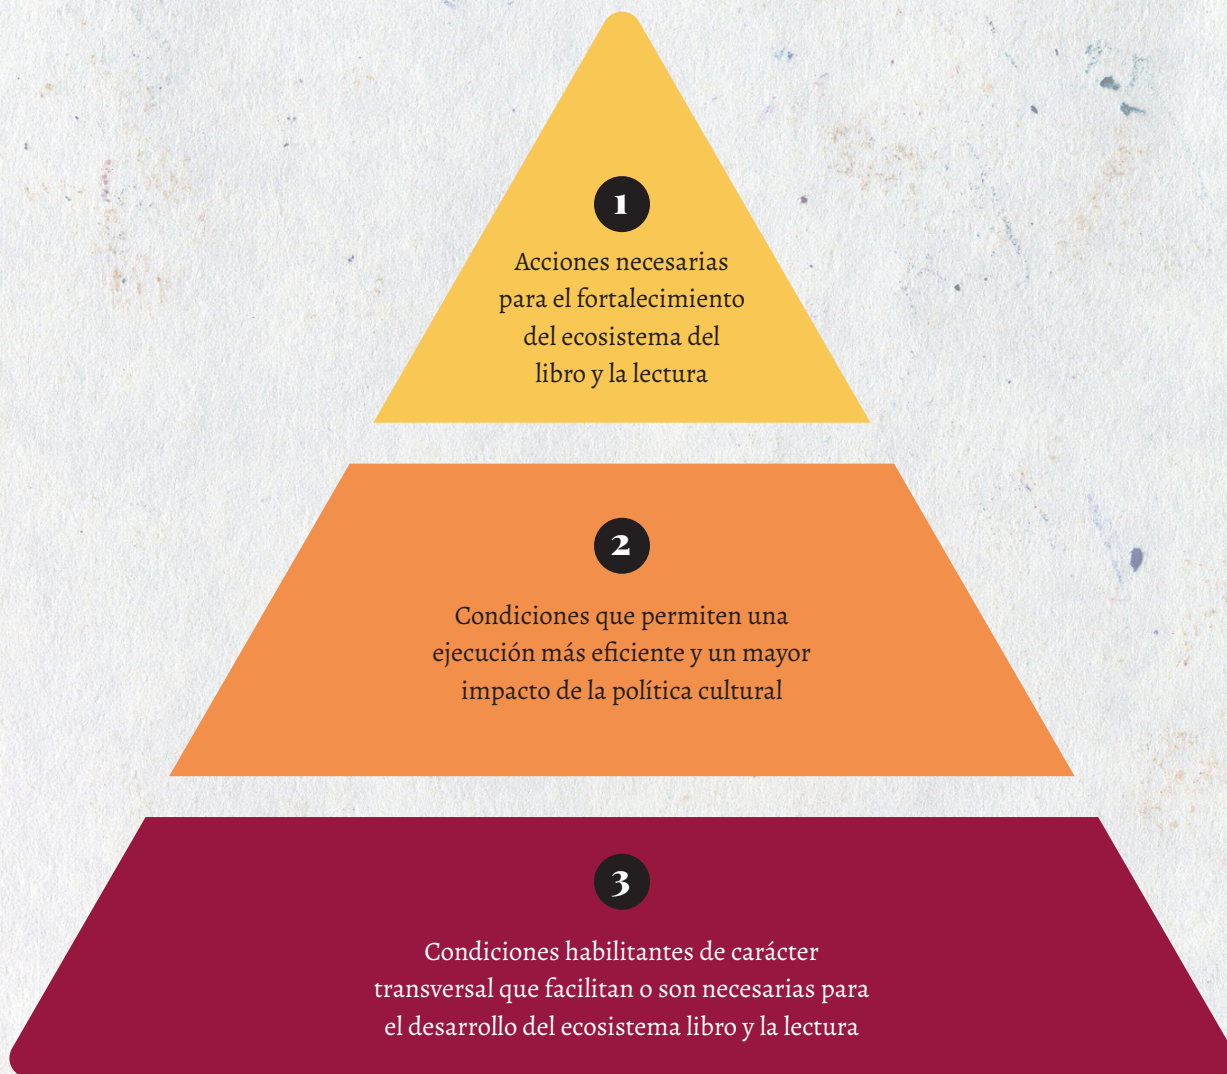 1
Acciones necesarias
para el fortalecimiento
del ecosistema del
libro y la lectura
2
Condiciones que permiten una
ejecución más eficiente y un mayor
impacto de la política cultural
3
Condiciones habilitantes de carácter
transversal que facilitan o son necesarias para
el desarrollo del ecosistema libro y la lectura